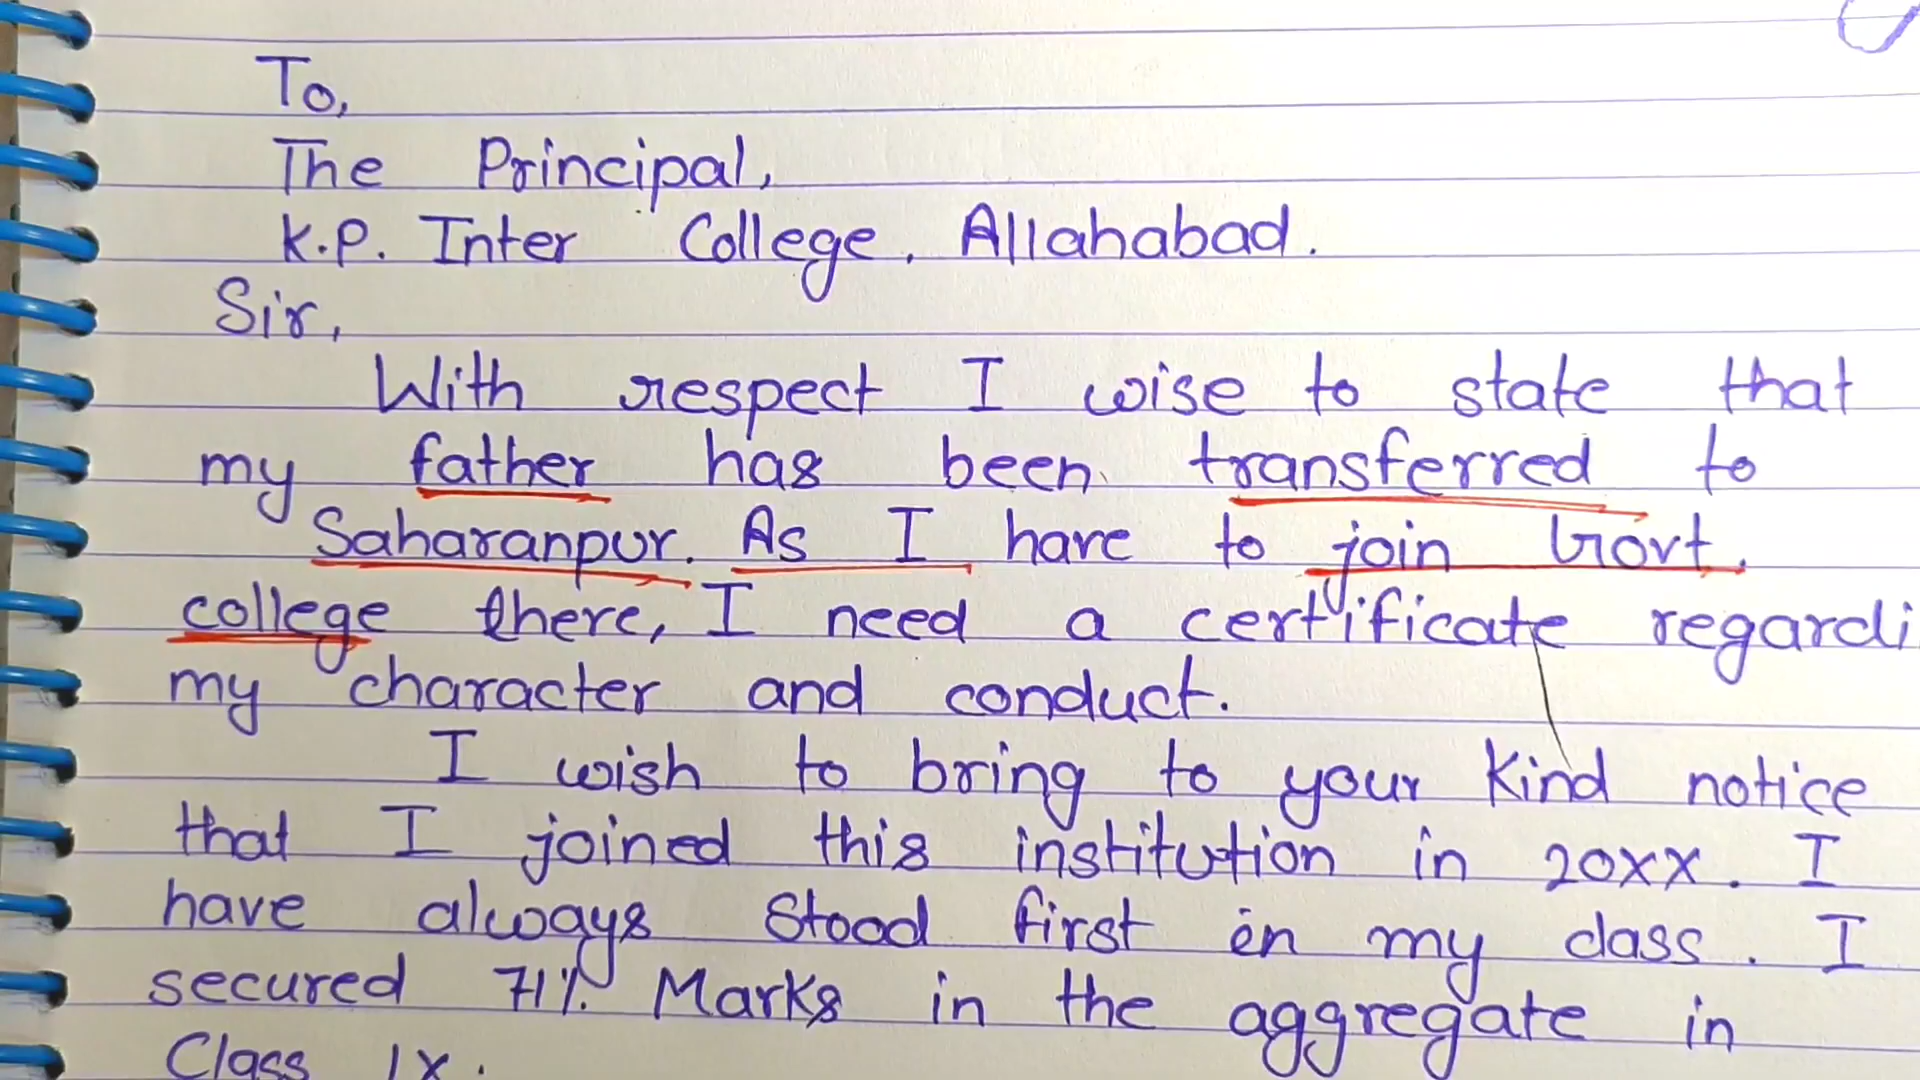 To,
The Principal,
K.P. Inter College, Allahabad.
Sir,
With respect I wise to state that
my father has been transferred to
Saharanpur. As I have to join Govt.
college there, I need a certificate regardi
my character and conduct.
I wish to bring to your kind notice
that I joined this institution in 20XX. I
have always stood first in my class. I
secured 71% Marks in the aggregate in
Class IX.